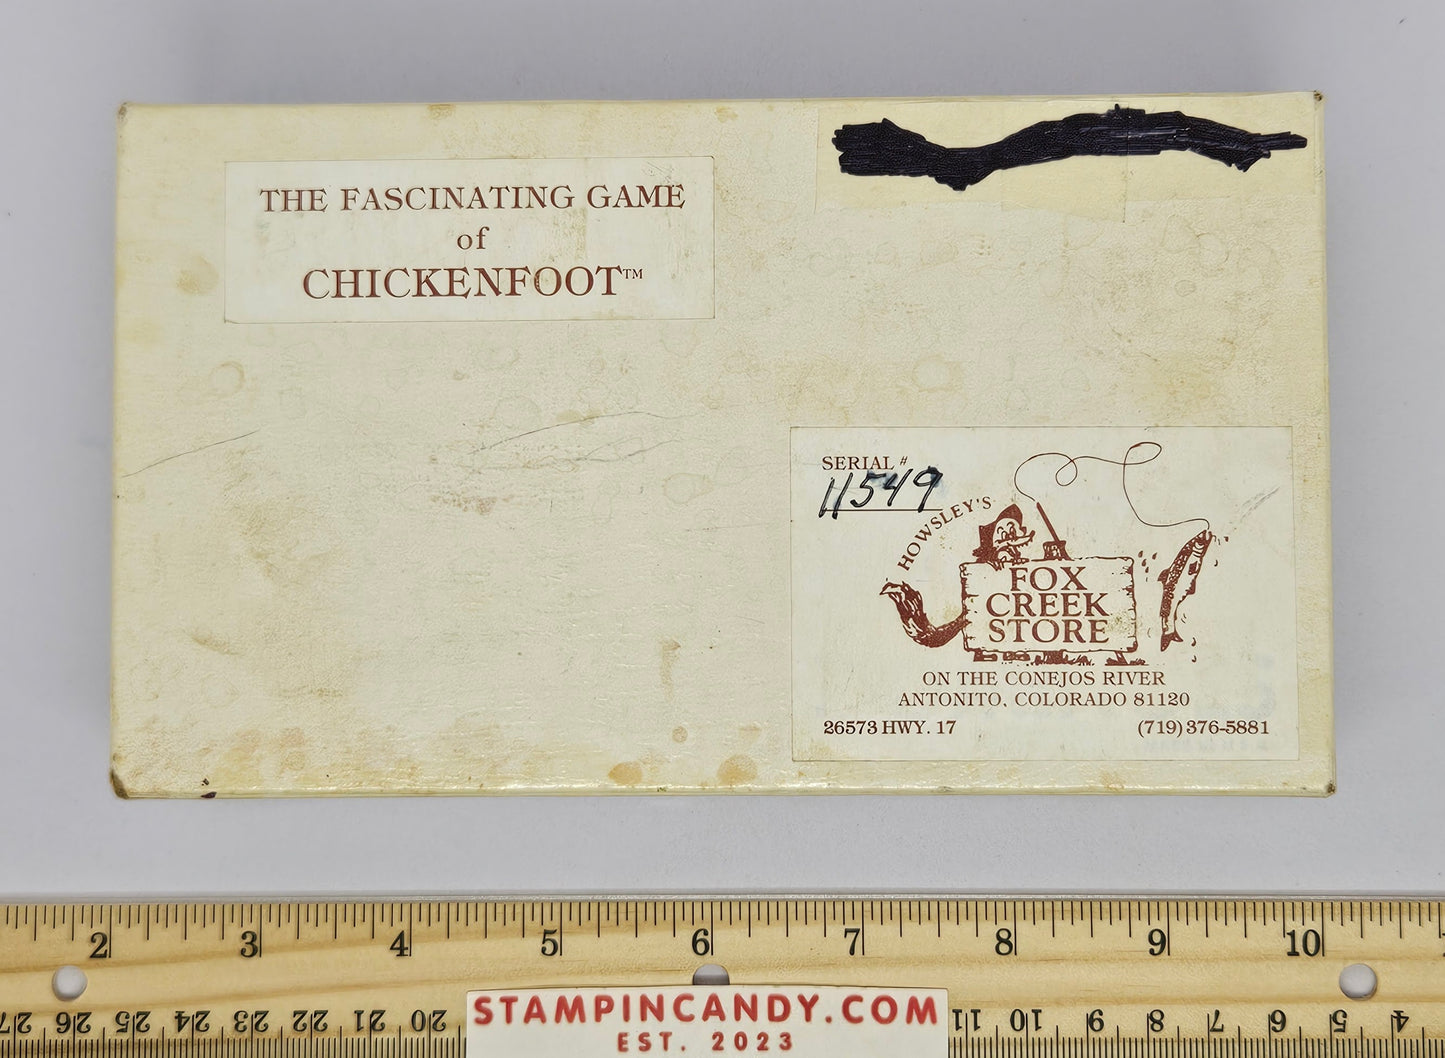 THE FASCINATING GAME
of
CHICKENFOOT™
SERIAL #
11549
HOWSLEY'S
FOX
CREEK
STORE
ON THE CONEJOS RIVER
ANTONITO, COLORADO 81120
26573 HWY. 17 (719) 376-5881
2 3 4 5 6 7 8 9 10
27 26 25 24 23 22 21 20 11 10 9 8 7 6 5 4
STAMPINCANDY.COM
EST. 2023